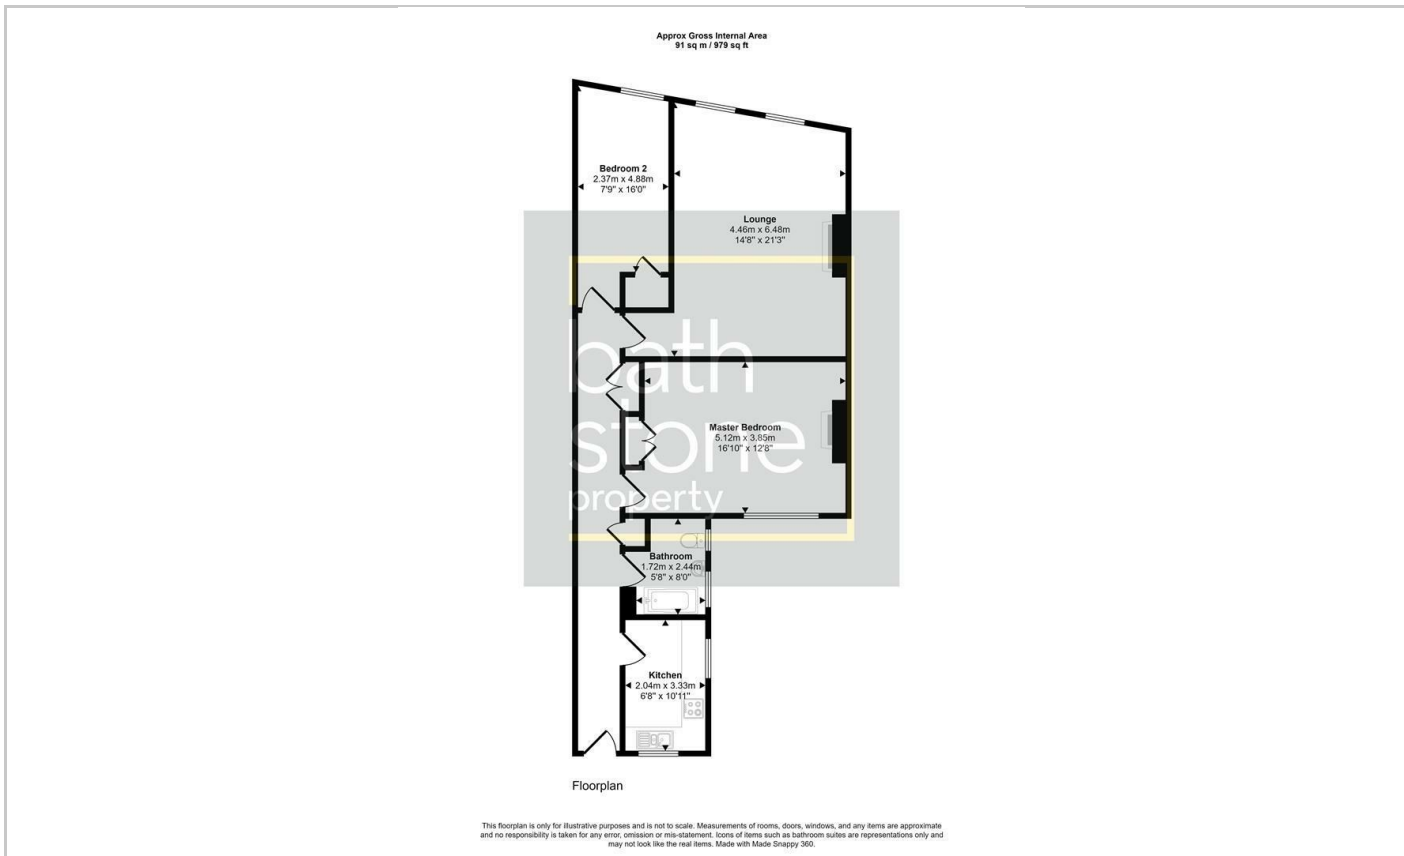 Approx Gross Internal Area
91 sq m / 979 sq ft
Bedroom 2
2.37m x 4.88m
7'9" x 16'0"
Lounge
4.46m x 6.48m
14'8" x 21'3"
bath
stone
property
Master Bedroom
5.12m x 3.85m
16'10" x 12'8"
Bathroom
1.72m x 2.44m
5'8" x 8'0"
Kitchen
2.04m x 3.33m
6'8" x 10'11"
Floorplan
This floorplan is only for illustrative purposes and is not to scale. Measurements of rooms, doors, windows, and any items are approximate
and no responsibility is taken for any error, omission or mis-statement. Icons of items such as bathroom suites are representations only and
may not look like the real items. Made with Made Snappy 360.